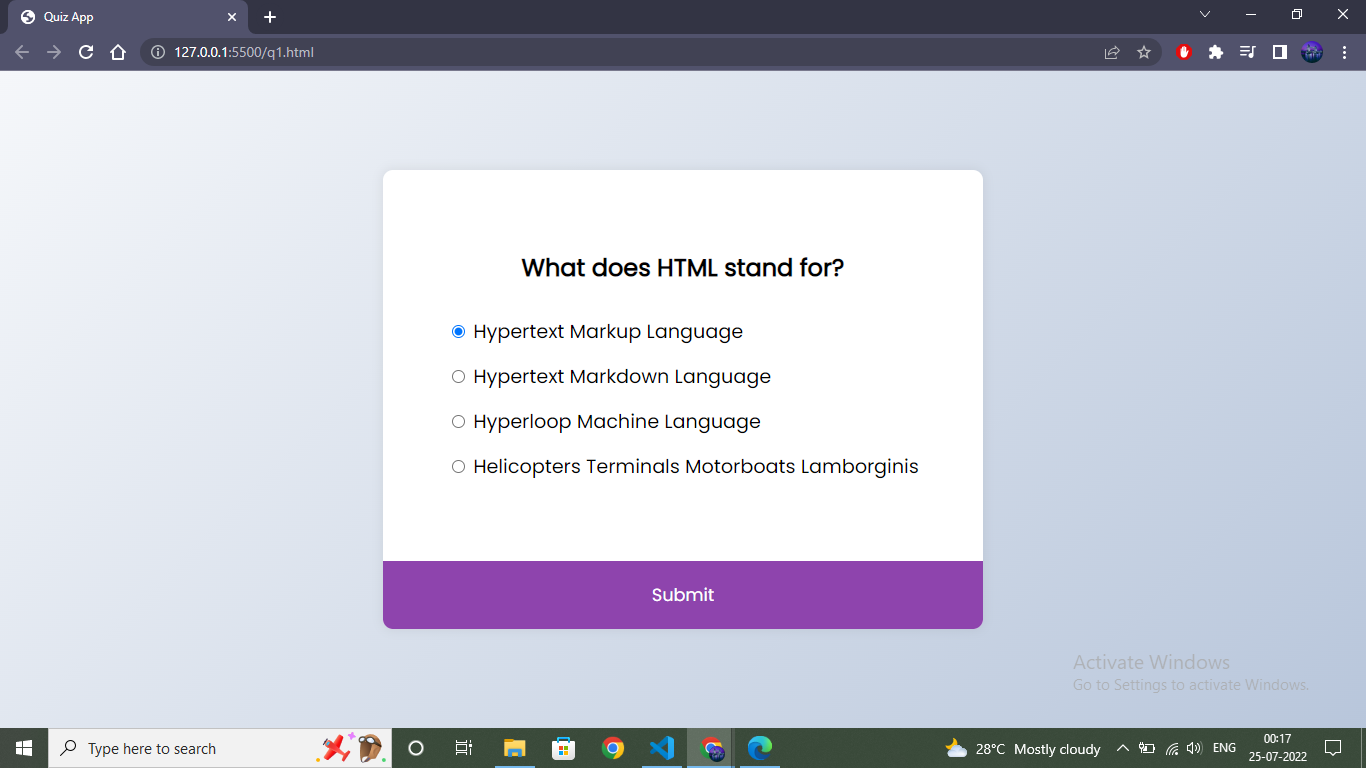 Quiz App
127.0.0.1:5500/q1.html
What does HTML stand for?
Hypertext Markup Language
Hypertext Markdown Language
Hyperloop Machine Language
Helicopters Terminals Motorboats Lamborginis
Submit
Activate Windows
Go to Settings to activate Windows.
Type here to search
28°C Mostly cloudy
ENG
00:17
25-07-2022